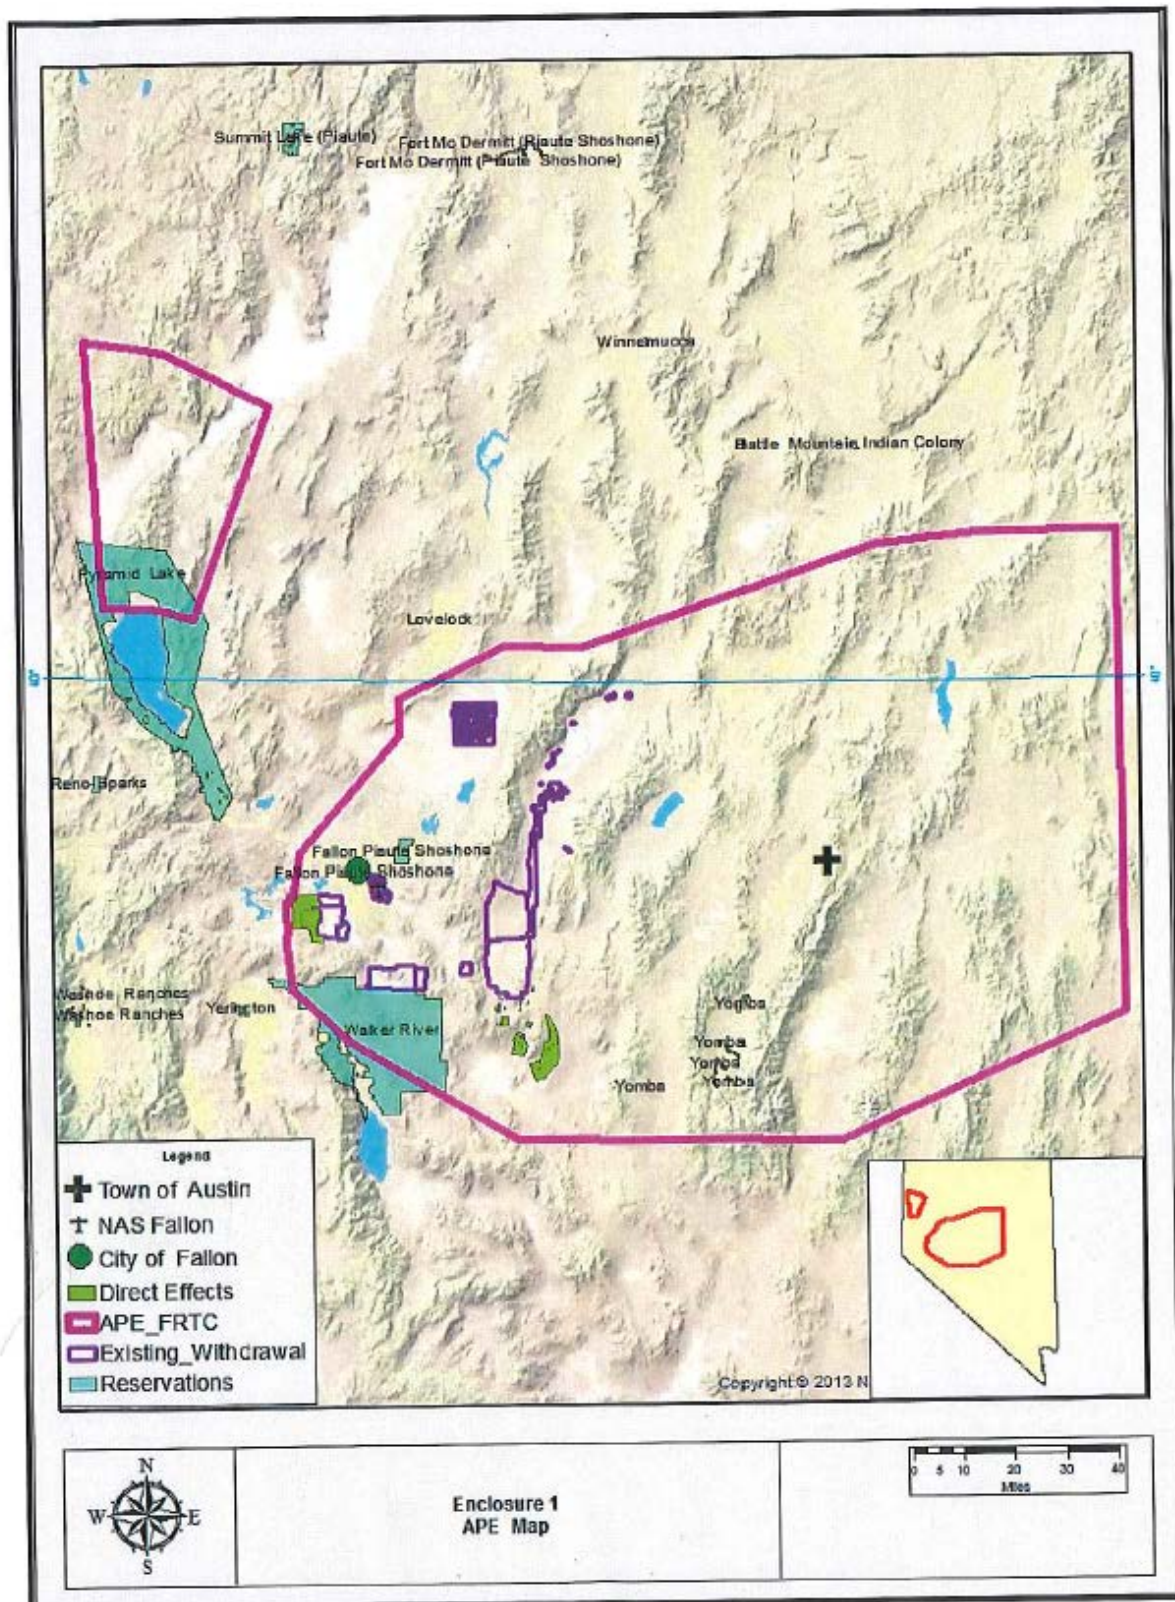 Summit Lake (Piaute)
Fort Mc Dermitt (Piaute Shoshone)
Fort Mc Dermitt (Piaute Shoshone)
Winnemucca
Battle Mountain Indian Colony
Pyramid Lake
Lovelock
40°
40°
Reno-Sparks
Fallon Piaute Shoshone
Fallon Piaute Shoshone
Washoe Ranches
Washoe Ranches
Yerington
Walker River
Yomba
Yomba
Yomba
Yomba
Yomba
Legend
Town of Austin
NAS Fallon
City of Fallon
Direct Effects
APE_FRTC
Existing_Withdrawal
Reservations
Copyright:© 2013 N
N
W
E
S
Enclosure 1
APE Map
0 5 10 20 30 40
Miles